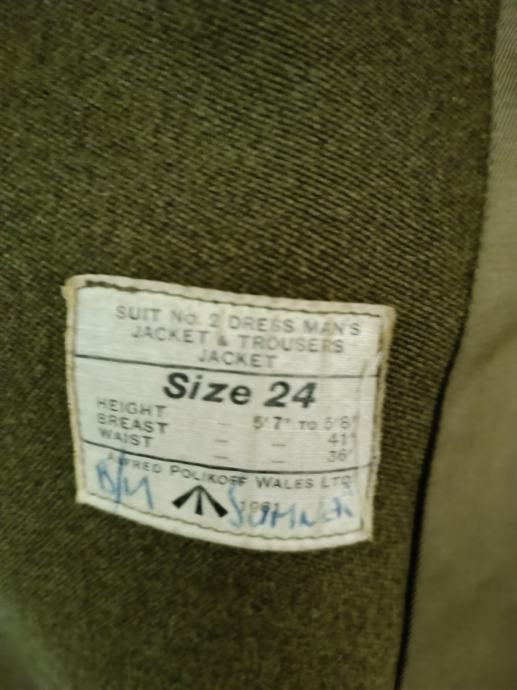 SUIT No. 2 DRESS MAN'S
JACKET & TROUSERS
JACKET
Size 24
HEIGHT - 5'7" TO 5'8"
BREAST - - 41"
WAIST - - 36"
ALFRED POLIKOFF WALES LTD
B/M